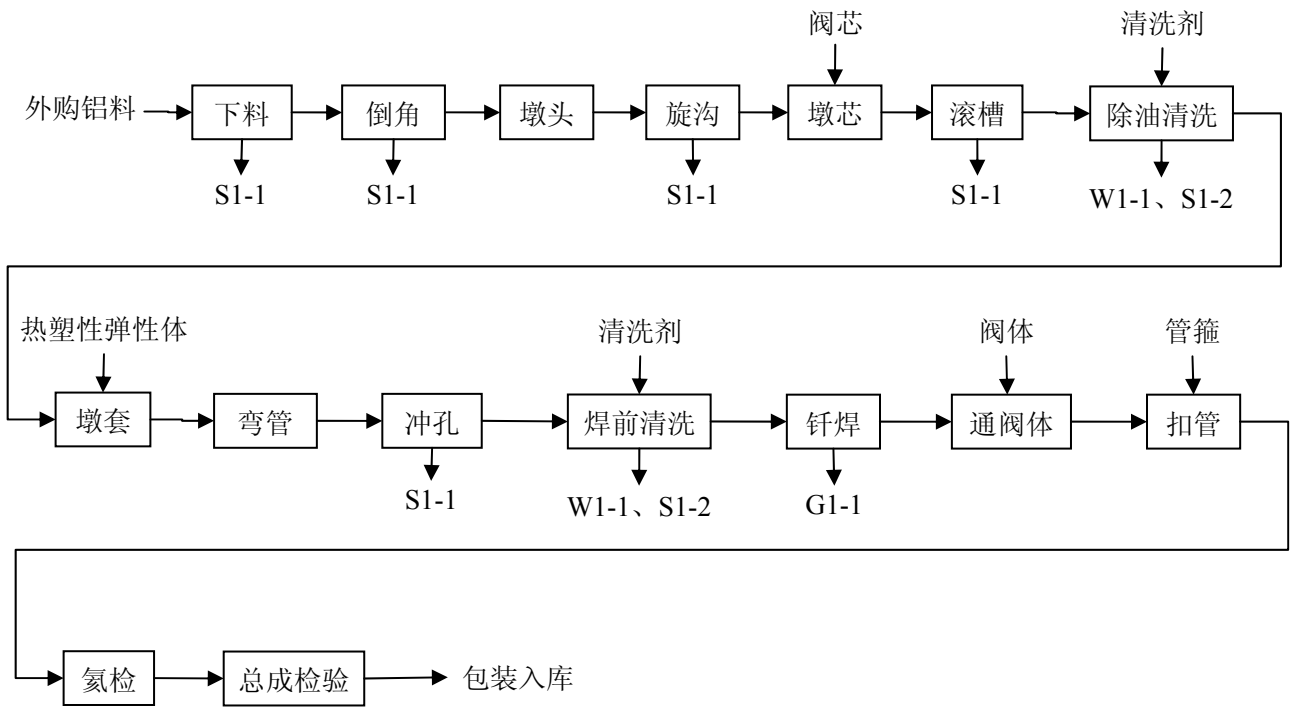 阀芯 清洗剂
外购铝料 下料 倒角 墩头 旋沟 墩芯 滚槽 除油清洗
S1-1 S1-1 S1-1 S1-1 W1-1、S1-2
热塑性弹性体 清洗剂 阀体 管箍
墩套 弯管 冲孔 焊前清洗 钎焊 通阀体 扣管
S1-1 W1-1、S1-2 G1-1
氦检 总成检验 包装入库